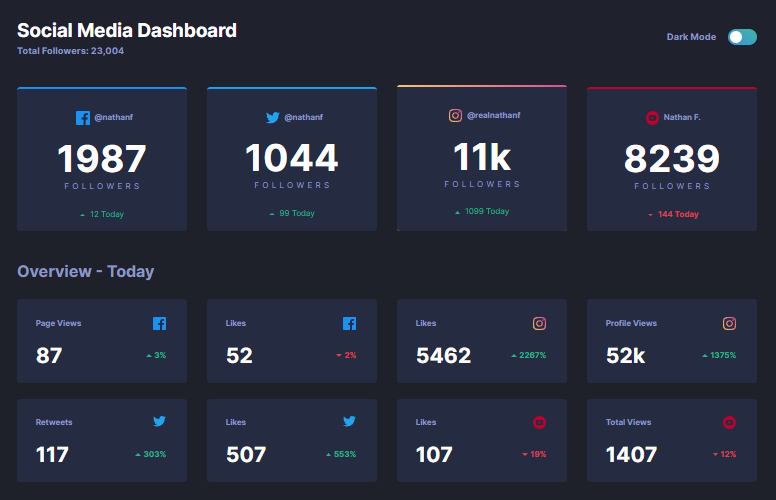 Social Media Dashboard
Total Followers: 23,004
Dark Mode
@nathanf
1987
FOLLOWERS
12 Today
@nathanf
1044
FOLLOWERS
99 Today
@realnathanf
11k
FOLLOWERS
1099 Today
Nathan F.
8239
FOLLOWERS
144 Today
Overview - Today
Page Views
87
3%
Likes
52
2%
Likes
5462
2267%
Profile Views
52k
1375%
Retweets
117
303%
Likes
507
553%
Likes
107
19%
Total Views
1407
12%